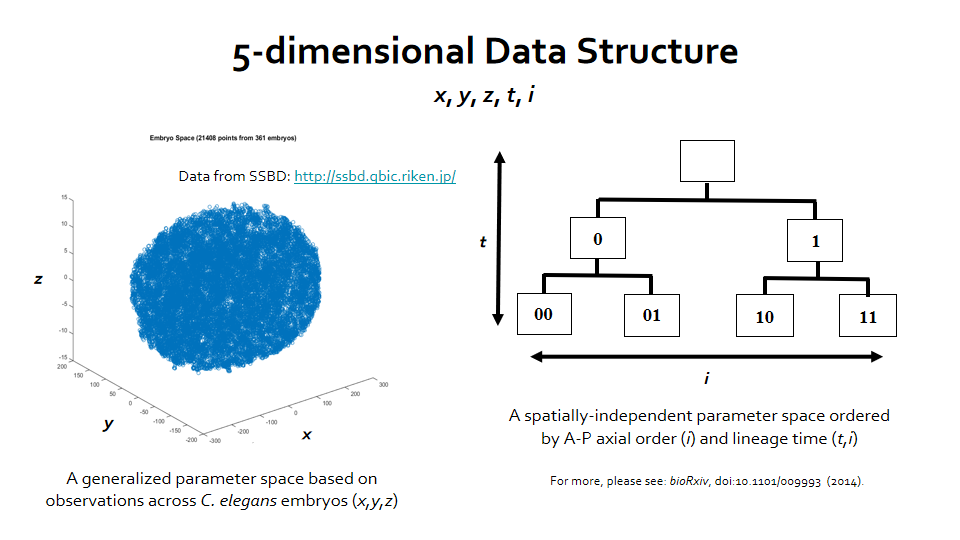 5-dimensional Data Structure
x, y, z, t, i
Embryo Space (21408 points from 361 embryos)
Data from SSBD: http://ssbd.qbic.riken.jp/
15
10
5
0
-5
-10
-15
z
200
150
100
50
0
-50
-100
-150
-200
y
-300
-200
-100
0
100
200
300
x
A generalized parameter space based on
observations across C. elegans embryos (x,y,z)
t
0
1
00
01
10
11
i
A spatially-independent parameter space ordered
by A-P axial order (i) and lineage time (t,i)
For more, please see: bioRxiv, doi:10.1101/009993 (2014).